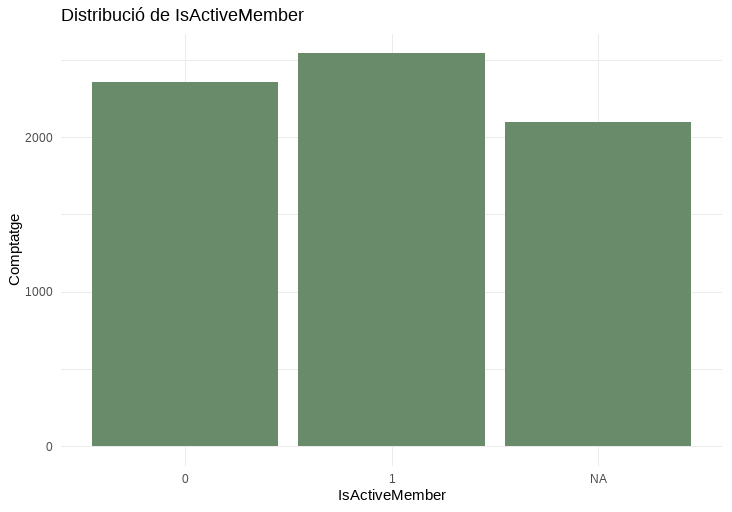 Distribució de IsActiveMember
2000
1000
0
Comptatge
0 1 NA
IsActiveMember